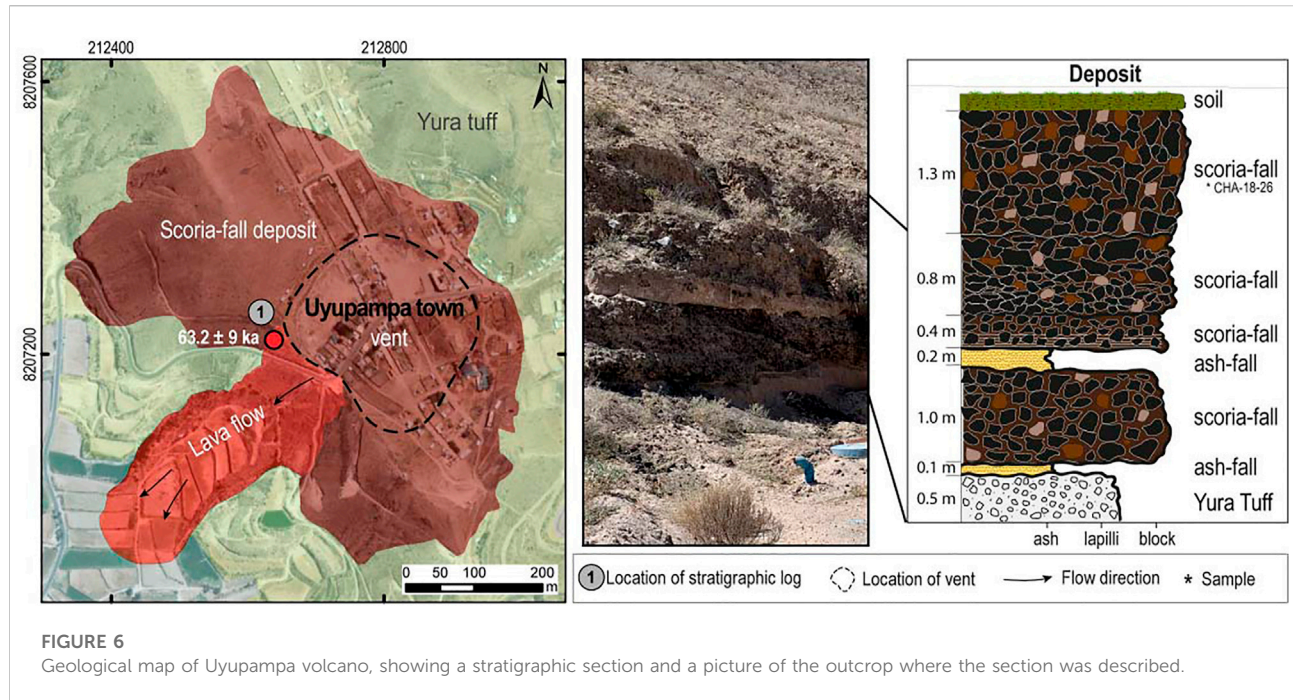 212400
212800
8207600
8207200
N
Yura tuff
Scoria-fall deposit
1
Uyupampa town
vent
63.2 ± 9 ka
Lava flow
0 50 100 200
m
Deposit
soil
1.3 m
scoria-fall
* CHA-18-26
0.8 m
scoria-fall
0.4 m
scoria-fall
0.2 m
ash-fall
1.0 m
scoria-fall
0.1 m
ash-fall
0.5 m
Yura Tuff
ash lapilli block
1 Location of stratigraphic log Location of vent Flow direction * Sample
FIGURE 6
Geological map of Uyupampa volcano, showing a stratigraphic section and a picture of the outcrop where the section was described.